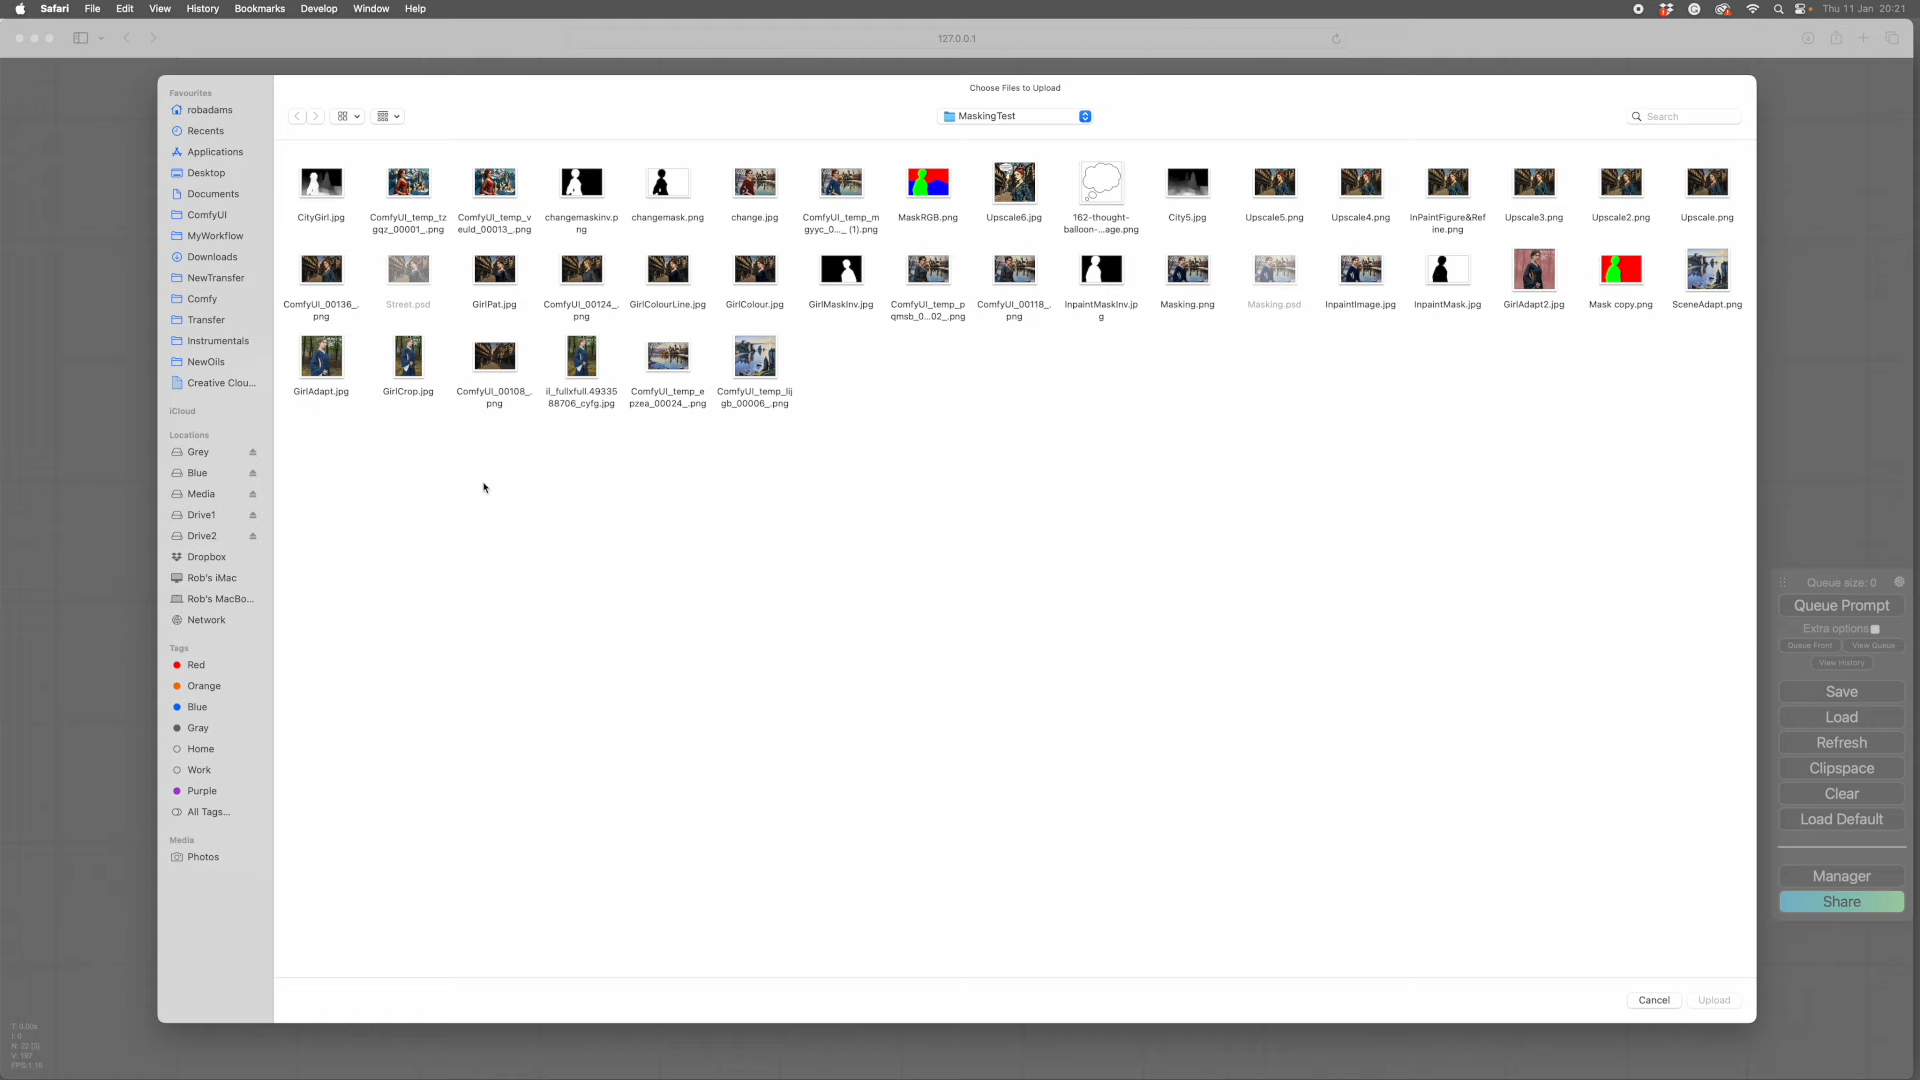 Safari File Edit View History Bookmarks Develop Window Help
Thu 11 Jan 20:21
127.0.0.1
Favourites
robadams
Recents
Applications
Desktop
Documents
ComfyUI
MyWorkflow
Downloads
NewTransfer
Comfy
Transfer
Instrumentals
NewOils
Creative Clou...
iCloud
Locations
Grey
Blue
Media
Drive1
Drive2
Dropbox
Rob's iMac
Rob's MacBo...
Network
Tags
Red
Orange
Blue
Gray
Home
Work
Purple
All Tags...
Media
Photos
Choose Files to Upload
MaskingTest
Search
CityGirl.jpg
ComfyUI_temp_tz
gqz_00001_.png
ComfyUI_temp_v
euld_00013_.png
changemaskinv.p
ng
changemask.png
change.jpg
ComfyUI_temp_m
gyyc_0..._ (1).png
MaskRGB.png
Upscale6.jpg
162-thought-
balloon-...age.png
City5.jpg
Upscale5.png
Upscale4.png
InPaintFigure&Ref
ine.png
Upscale3.png
Upscale2.png
Upscale.png
ComfyUI_00136_.
png
Street.psd
GirlPat.jpg
ComfyUI_00124_.
png
GirlColourLine.jpg
GirlColour.jpg
GirlMaskInv.jpg
ComfyUI_temp_p
qmsb_0...02_.png
ComfyUI_00118_.
png
InpaintMaskInv.jp
g
Masking.png
Masking.psd
InpaintImage.jpg
InpaintMask.jpg
GirlAdapt2.jpg
Mask copy.png
SceneAdapt.png
GirlAdapt.jpg
GirlCrop.jpg
ComfyUI_00108_.
png
il_fullxfull.49335
88706_cyfg.jpg
ComfyUI_temp_e
pzea_00024_.png
ComfyUI_temp_lij
gb_00006_.png
Cancel
Upload
Queue size: 0
Queue Prompt
Extra options
Queue Front
View Queue
View History
Save
Load
Refresh
Clipspace
Clear
Load Default
Manager
Share
T: 0.00s
I: 0
N: 22 [3]
V: 197
FPS:1.16